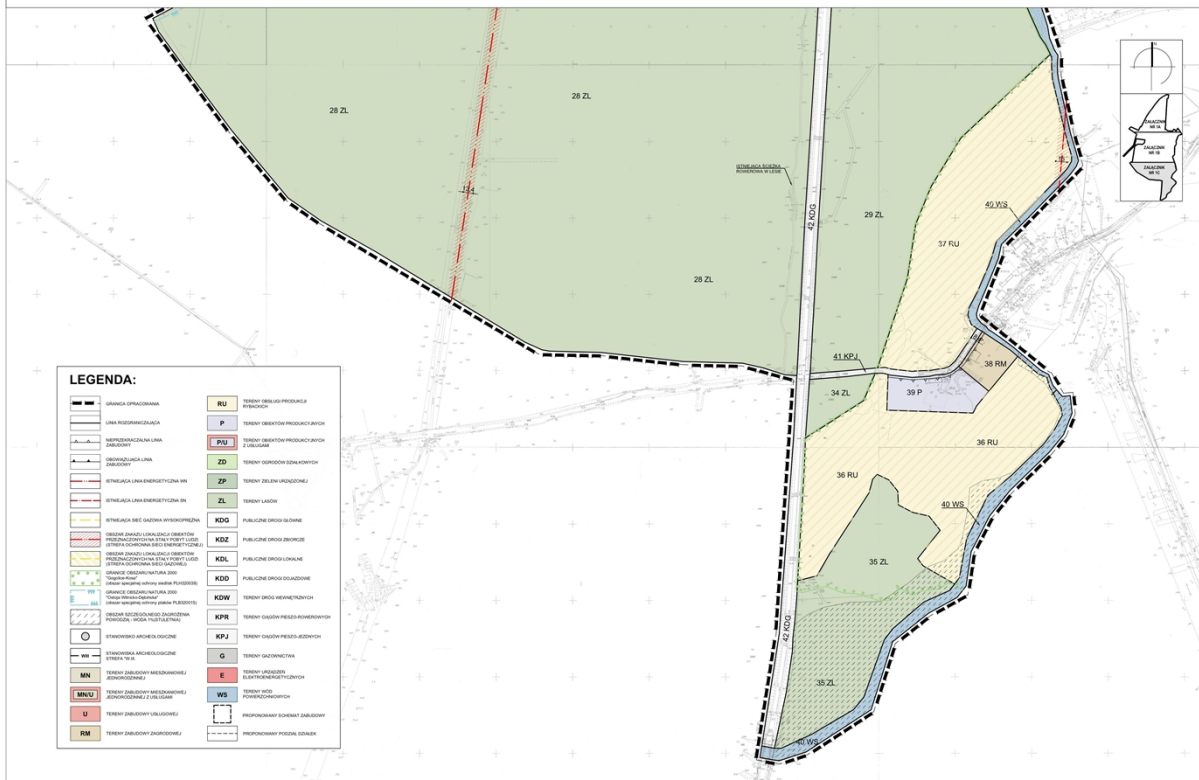 28 ZL
28 ZL
ISTNIEJĄCA ŚCIEŻKA
ROWEROWA W LESIE
42 KDG
29 ZL
40 WS
37 RU
28 ZL
41 KPJ
38 RM
34 ZL
39 P
36 RU
36 RU
40 WS
35 ZL
42 KDG
35 ZL
40 WS
N
ZAŁĄCZNIK
NR 1A
ZAŁĄCZNIK
NR 1B
ZAŁĄCZNIK
NR 1C
LEGENDA:
GRANICA OPRACOWANIA
LINIA ROZGRANICZAJĄCA
NIEPRZEKRACZALNA LINIA
ZABUDOWY
OBOWIĄZUJĄCA LINIA
ZABUDOWY
ISTNIEJĄCA LINIA ENERGETYCZNA WN
ISTNIEJĄCA LINIA ENERGETYCZNA SN
ISTNIEJĄCA SIEĆ GAZOWA WYSOKOPRĘŻNA
OBSZAR ZAKAZU LOKALIZACJI OBIEKTÓW
PRZEZNACZONYCH NA STAŁY POBYT LUDZI
(STREFA OCHRONNA SIECI ENERGETYCZNEJ)
OBSZAR ZAKAZU LOKALIZACJI OBIEKTÓW
PRZEZNACZONYCH NA STAŁY POBYT LUDZI
(STREFA OCHRONNA SIECI GAZOWEJ)
GRANICE OBSZARU NATURA 2000
(obszar specjalnej ochrony siedlisk
GRANICE OBSZARU NATURA 2000
(obszar specjalnej ochrony ptaków
OBSZAR SZCZEGÓLNEGO ZAGROŻENIA
POWODZIĄ - WODA 1% (STULETNIA)
STANOWISKO ARCHEOLOGICZNE
STANOWISKA ARCHEOLOGICZNE
MN TERENY ZABUDOWY MIESZKANIOWEJ
JEDNORODZINNEJ
MN/U TERENY ZABUDOWY MIESZKANIOWEJ
JEDNORODZINNEJ Z USŁUGAMI
U TERENY ZABUDOWY USŁUGOWEJ
RM TERENY ZABUDOWY ZAGRODOWEJ
RU TERENY OBSŁUGI PRODUKCJI
RYBACKICH
P TERENY OBIEKTÓW PRODUKCYJNYCH
P/U TERENY OBIEKTÓW PRODUKCYJNYCH
Z USŁUGAMI
ZD TERENY OGRODÓW DZIAŁKOWYCH
ZP TERENY ZIELENI URZĄDZONEJ
ZL TERENY LASÓW
KDG PUBLICZNE DROGI GŁÓWNE
KDZ PUBLICZNE DROGI ZBIORCZE
KDL PUBLICZNE DROGI LOKALNE
KDD PUBLICZNE DROGI DOJAZDOWE
KDW TERENY DRÓG WEWNĘTRZNYCH
KPR TERENY CIĄGÓW PIESZO-ROWEROWYCH
KPJ TERENY CIĄGÓW PIESZO-JEZDNYCH
G TERENY GAZOWNICTWA
E TERENY URZĄDZEŃ
ELEKTROENERGETYCZNYCH
WS TERENY WÓD
POWIERZCHNIOWYCH
PROPONOWANY SCHEMAT ZABUDOWY
PROPONOWANY PODZIAŁ DZIAŁEK